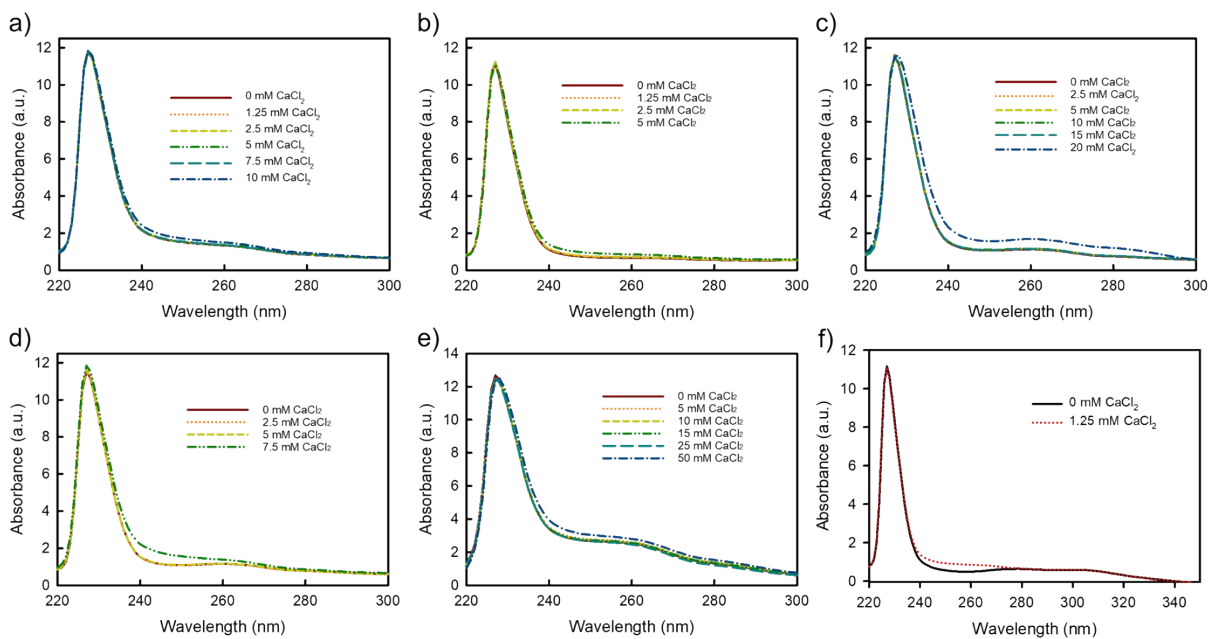 a)
12
10
8
6
4
2
0
Absorbance (a.u.)
0 mM CaCl₂
1.25 mM CaCl₂
2.5 mM CaCl₂
5 mM CaCl₂
7.5 mM CaCl₂
10 mM CaCl₂
220 240 260 280 300
Wavelength (nm)
b)
12
10
8
6
4
2
0
Absorbance (a.u.)
0 mM CaCl₂
1.25 mM CaCl₂
2.5 mM CaCl₂
5 mM CaCl₂
220 240 260 280 300
Wavelength (nm)
c)
12
10
8
6
4
2
0
Absorbance (a.u.)
0 mM CaCl₂
2.5 mM CaCl₂
5 mM CaCl₂
10 mM CaCl₂
15 mM CaCl₂
20 mM CaCl₂
220 240 260 280 300
Wavelength (nm)
d)
12
10
8
6
4
2
0
Absorbance (a.u.)
0 mM CaCl₂
2.5 mM CaCl₂
5 mM CaCl₂
7.5 mM CaCl₂
220 240 260 280 300
Wavelength (nm)
e)
14
12
10
8
6
4
2
0
Absorbance (a.u.)
0 mM CaCl₂
5 mM CaCl₂
10 mM CaCl₂
15 mM CaCl₂
25 mM CaCl₂
50 mM CaCl₂
220 240 260 280 300
Wavelength (nm)
f)
12
10
8
6
4
2
0
Absorbance (a.u.)
0 mM CaCl₂
1.25 mM CaCl₂
220 240 260 280 300 320 340
Wavelength (nm)